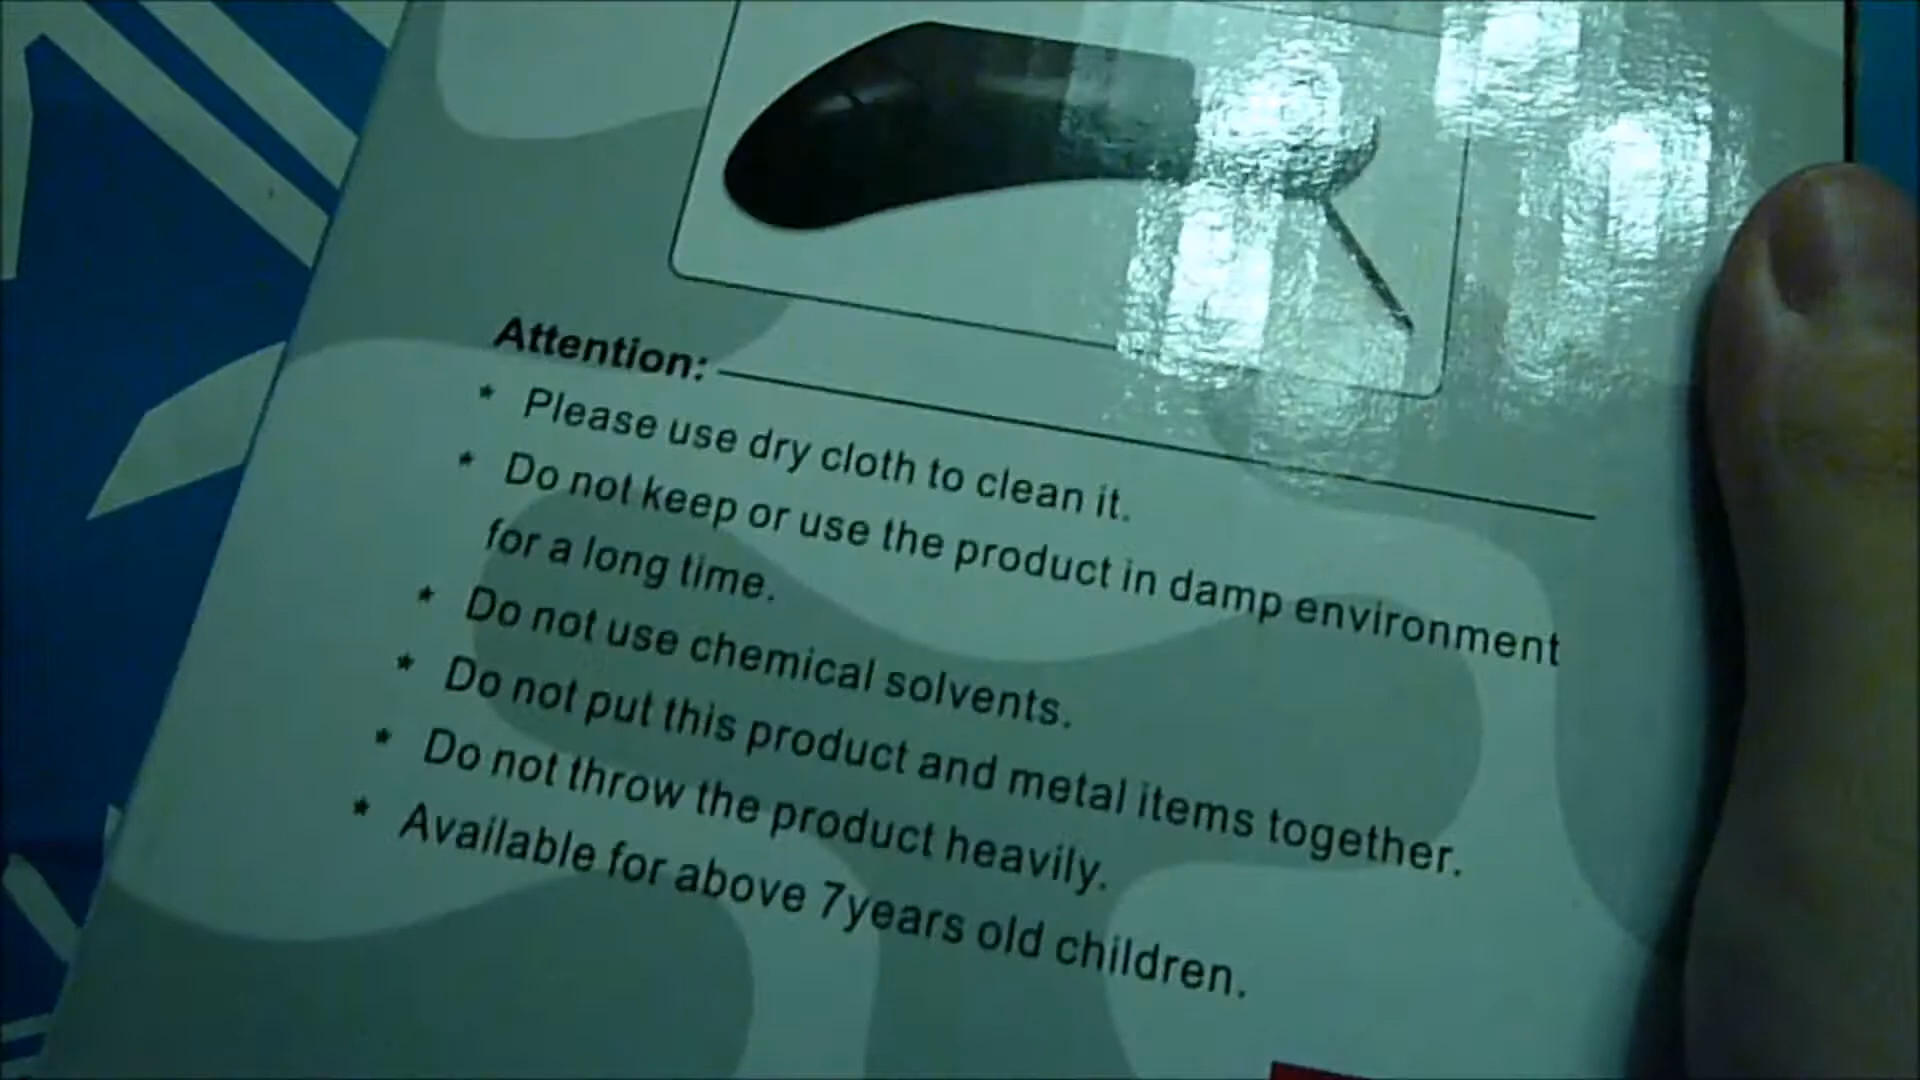 Attention:
* Please use dry cloth to clean it.
* Do not keep or use the product in damp environment
for a long time.
* Do not use chemical solvents.
* Do not put this product and metal items together.
* Do not throw the product heavily.
* Available for above 7years old children.